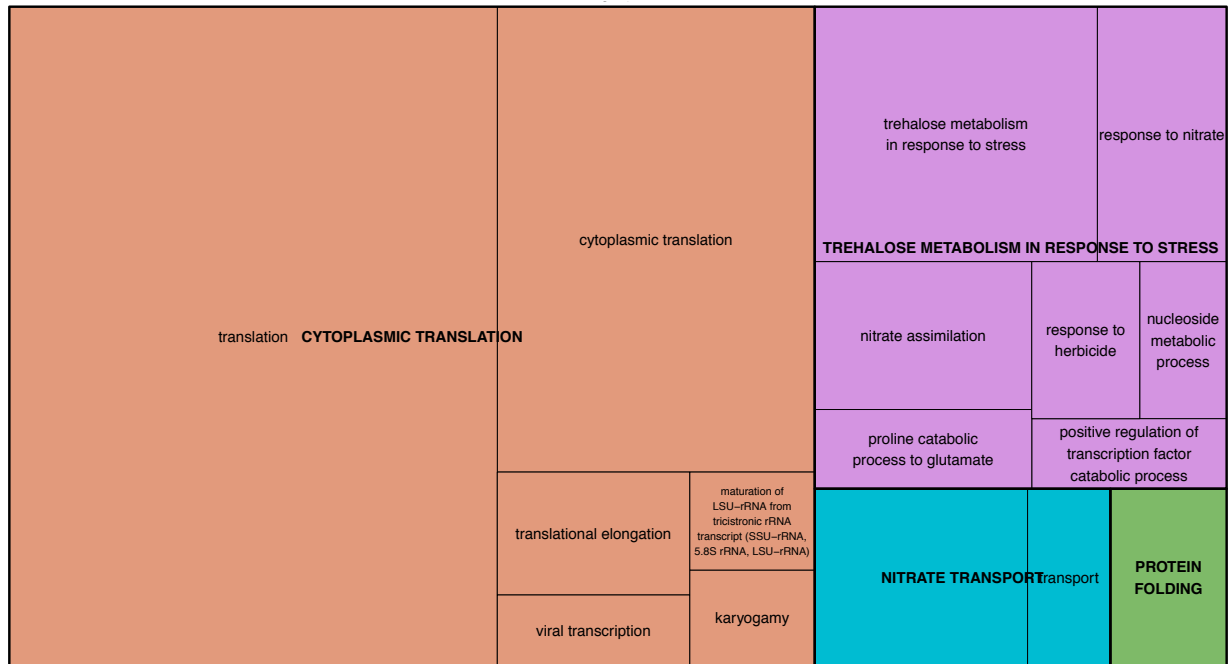 translation
CYTOPLASMIC TRANSLATION
cytoplasmic translation
translational elongation
maturation of
LSU−rRNA from
tricistronic rRNA
transcript (SSU−rRNA,
5.8S rRNA, LSU−rRNA)
viral transcription
karyogamy
trehalose metabolism
in response to stress
response to nitrate
TREHALOSE METABOLISM IN RESPONSE TO STRESS
nitrate assimilation
response to
herbicide
nucleoside
metabolic
process
proline catabolic
process to glutamate
positive regulation of
transcription factor
catabolic process
NITRATE TRANSPORT
transport
PROTEIN
FOLDING